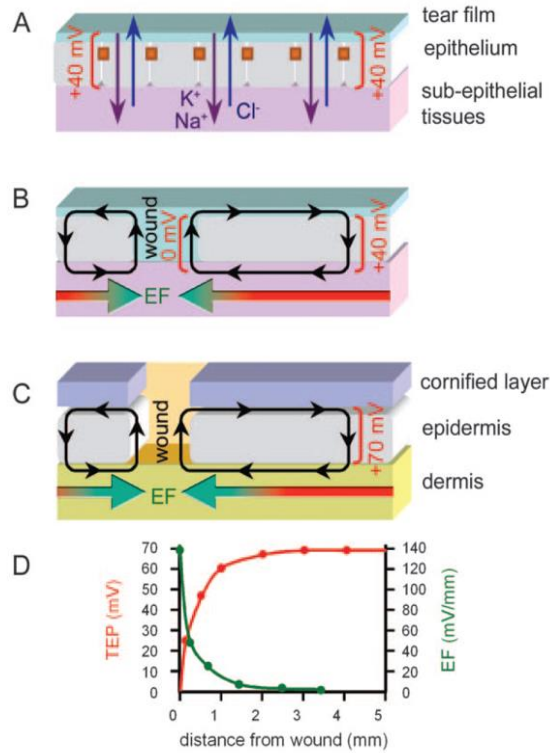 A
tear film
epithelium
sub-epithelial
tissues
+40 mV
+40 mV
K⁺
Na⁺
Cl⁻
B
wound
0 mV
+40 mV
EF
C
cornified layer
epidermis
dermis
wound
+70 mV
EF
D
TEP (mV)
70
60
50
40
30
20
10
0
140
120
100
80
60
40
20
0
EF (mV/mm)
0 1 2 3 4 5
distance from wound (mm)